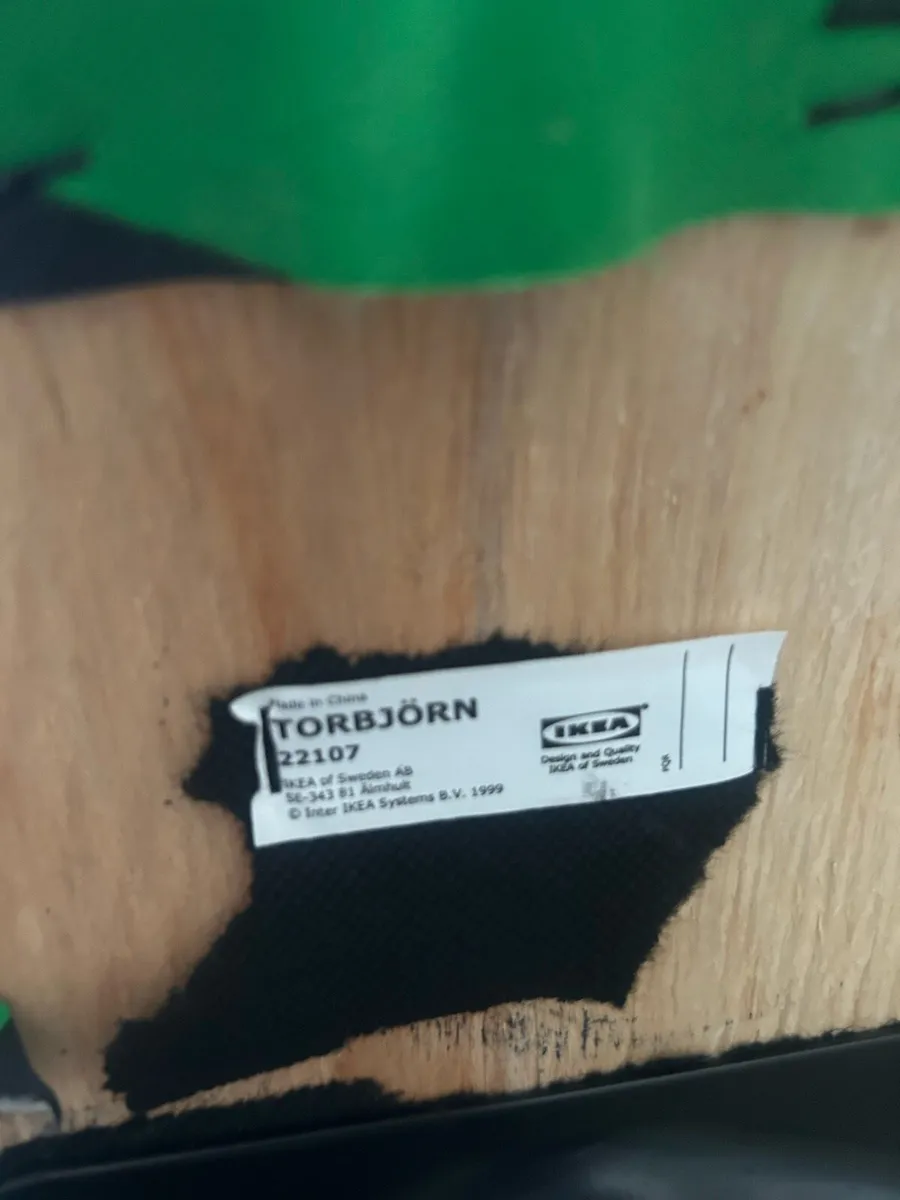 Made in China
TORBJÖRN
22107
IKEA of Sweden AB
SE-343 81 Älmhult
© Inter IKEA Systems B.V. 1999
IKEA®
Design and Quality
IKEA of Sweden